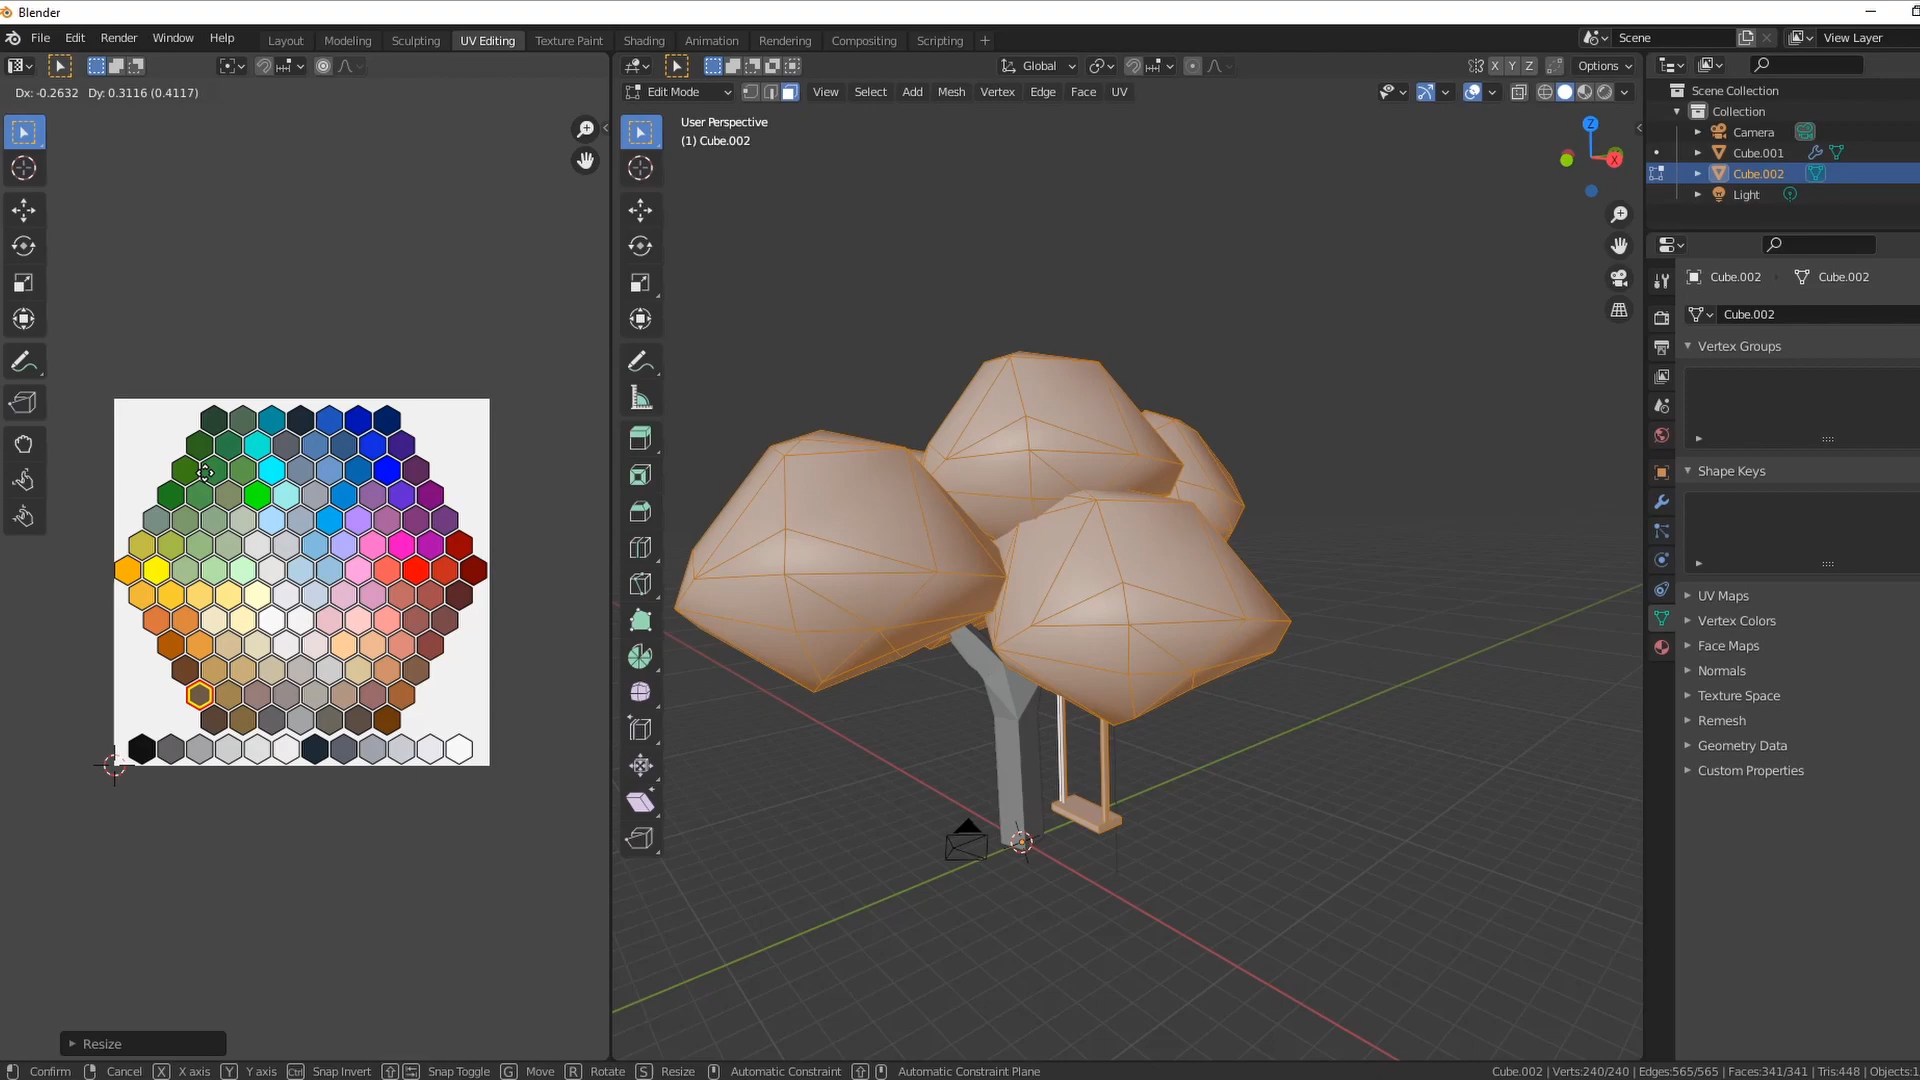 Blender
File Edit Render Window Help
Layout Modeling Sculpting UV Editing Texture Paint Shading Animation Rendering Compositing Scripting +
Scene
View Layer
Global
X Y Z
Options
Dx: -0.2632 Dy: 0.3116 (0.4117)
Edit Mode View Select Add Mesh Vertex Edge Face UV
User Perspective
(1) Cube.002
Z
X
Scene Collection
Collection
Camera
Cube.001
Cube.002
Light
Cube.002 Cube.002
Cube.002
Vertex Groups
Shape Keys
UV Maps
Vertex Colors
Face Maps
Normals
Texture Space
Remesh
Geometry Data
Custom Properties
Resize
Confirm Cancel X X axis Y Y axis Ctrl Snap Invert Snap Toggle G Move R Rotate S Resize Automatic Constraint Automatic Constraint Plane
Cube.002 | Verts:240/240 | Edges:565/565 | Faces:341/341 | Tris:448 | Objects:1